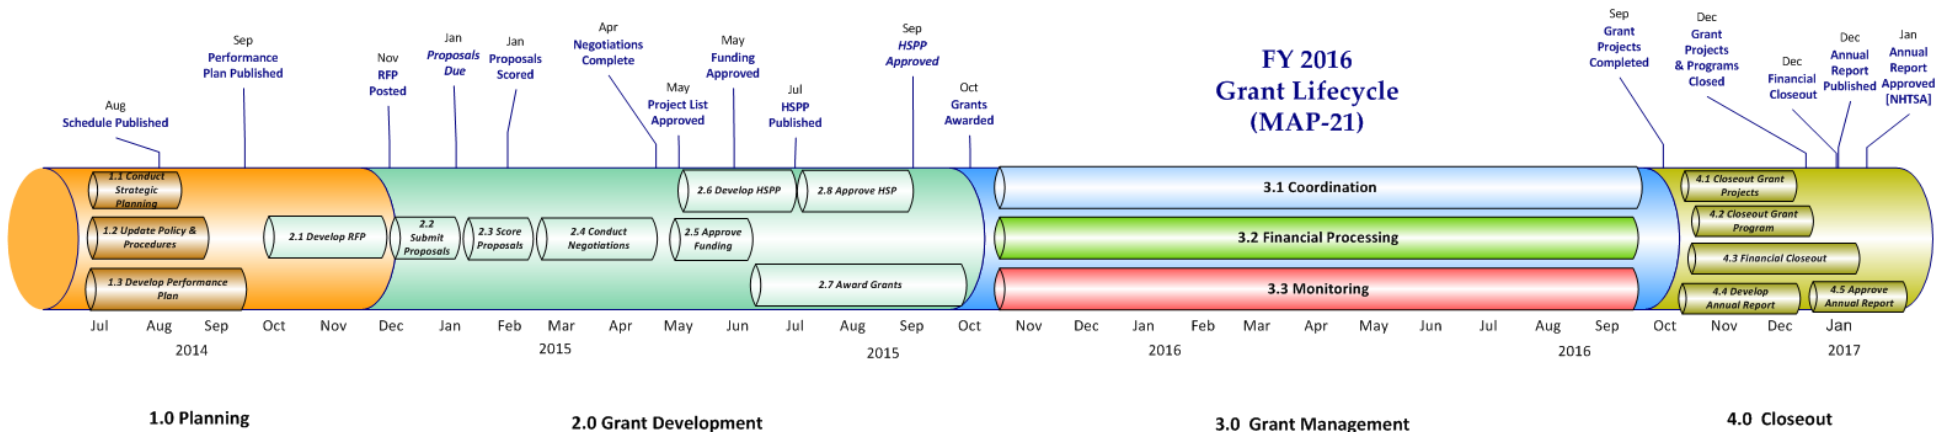 FY 2016
Grant Lifecycle
(MAP-21)
Aug
Schedule Published
Sep
Performance
Plan Published
Nov
RFP
Posted
Jan
Proposals
Due
Jan
Proposals
Scored
Apr
Negotiations
Complete
May
Project List
Approved
May
Funding
Approved
Jul
HSPP
Published
Sep
HSPP
Approved
Oct
Grants
Awarded
Sep
Grant
Projects
Completed
Dec
Grant
Projects
& Programs
Closed
Dec
Financial
Closeout
Dec
Annual
Report
Published
Jan
Annual
Report
Approved
[NHTSA]
1.1 Conduct
Strategic
Planning
1.2 Update Policy &
Procedures
1.3 Develop Performance
Plan
2.1 Develop RFP
2.2
Submit
Proposals
2.3 Score
Proposals
2.4 Conduct
Negotiations
2.5 Approve
Funding
2.6 Develop HSPP
2.8 Approve HSP
2.7 Award Grants
3.1 Coordination
3.2 Financial Processing
3.3 Monitoring
4.1 Closeout Grant
Projects
4.2 Closeout Grant
Program
4.3 Financial Closeout
4.4 Develop
Annual Report
4.5 Approve
Annual Report
Jul Aug Sep Oct Nov Dec Jan Feb Mar Apr May Jun Jul Aug Sep Oct Nov Dec Jan Feb Mar Apr May Jun Jul Aug Sep Oct Nov Dec Jan
2014 2015 2015 2016 2016 2017
1.0 Planning
2.0 Grant Development
3.0 Grant Management
4.0 Closeout